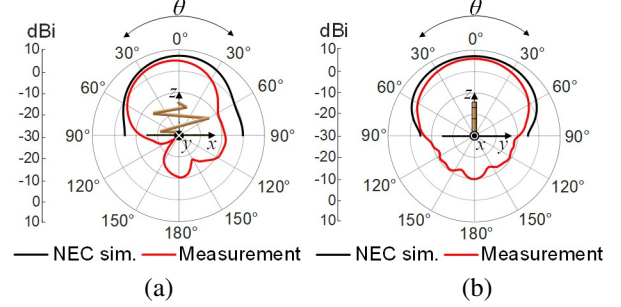 θ θ
dBi dBi
0° 0°
30° 30° 30° 30°
10 10
0 0
60° 60° 60° 60°
-10 -10
z z
-20 -20
-30 90° 90° -30 90° 90°
y x x y
-20 -20
-10 -10
120° 120° 120° 120°
0 0
10 10
150° 150° 150° 150°
180° 180°
NEC sim. Measurement NEC sim. Measurement
(a) (b)